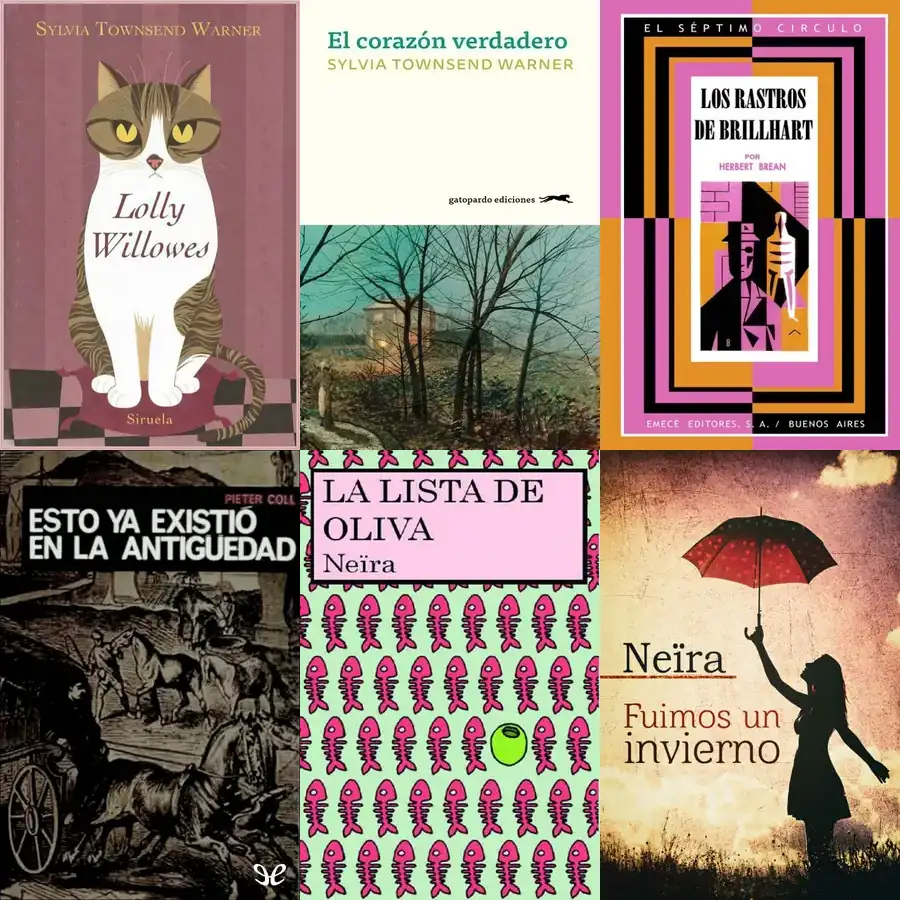 SYLVIA TOWNSEND WARNER
Lolly
Willowes
Siruela
El corazón verdadero
SYLVIA TOWNSEND WARNER
gatopardo ediciones
EL SÉPTIMO CIRCULO
LOS RASTROS
DE BRILLHART
POR
HERBERT BREAN
B
EMECÉ EDITORES, S. A. / BUENOS AIRES
PIETER COLL
ESTO YA EXISTIÓ
EN LA ANTIGUEDAD
LA LISTA DE
OLIVA
Neïra
Neïra
Fuimos un
invierno